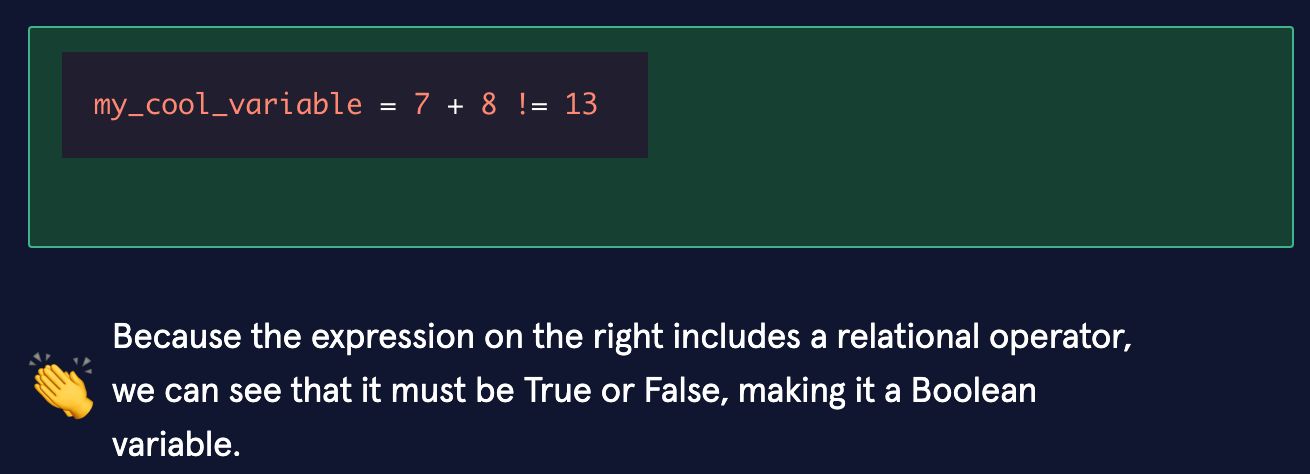 my_cool_variable = 7 + 8 != 13
Because the expression on the right includes a relational operator,
we can see that it must be True or False, making it a Boolean
variable.